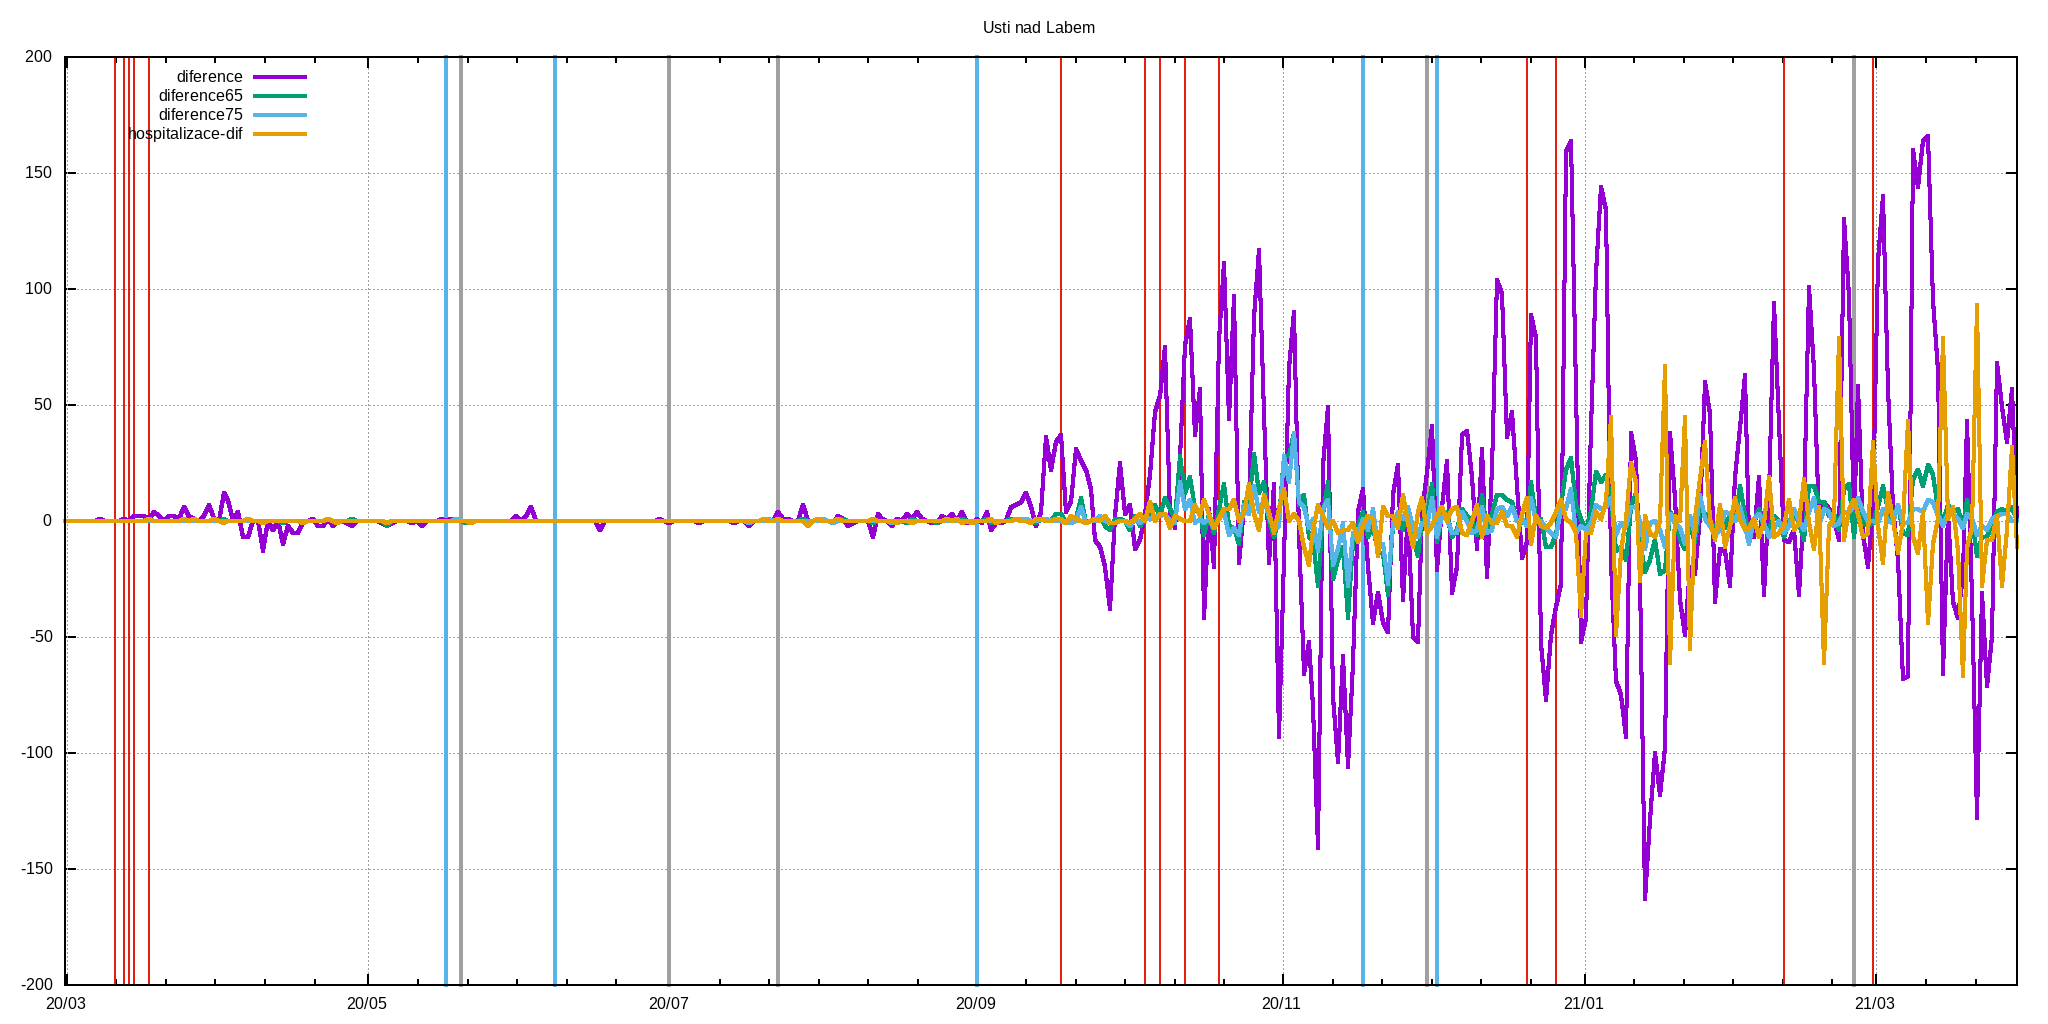 Usti nad Labem
200
150
100
50
0
-50
-100
-150
-200
diference
diference65
diference75
hospitalizace-dif
20/03 20/05 20/07 20/09 20/11 21/01 21/03